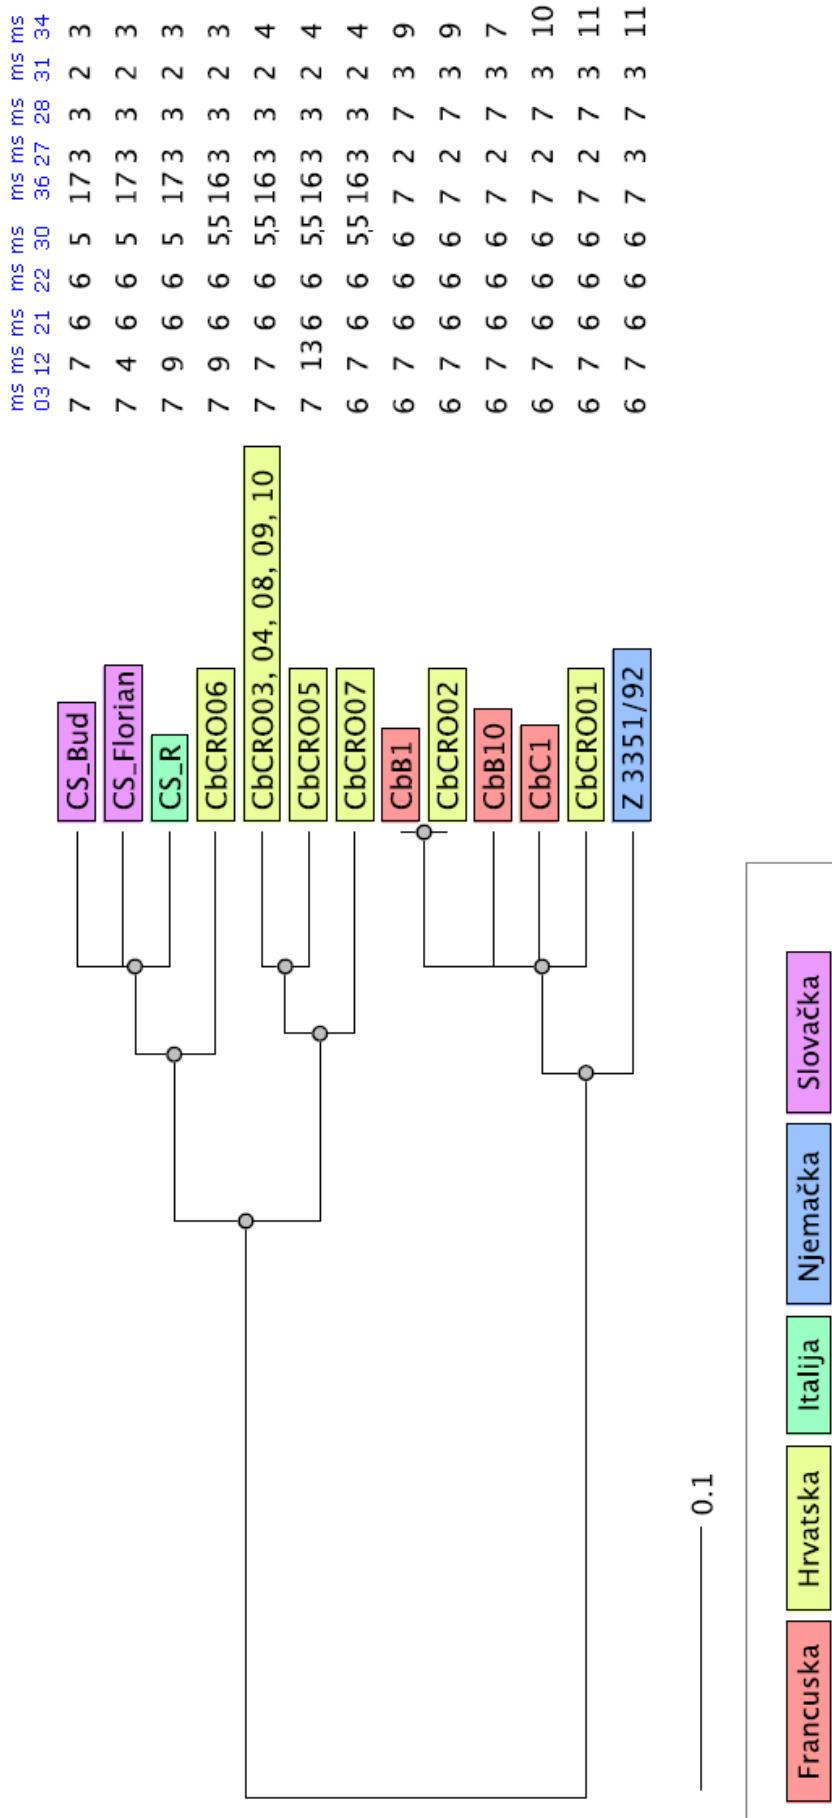 ms ms ms ms ms ms ms ms ms ms
03 12 21 22 30 36 27 28 31 34
CS_Bud 7 7 6 6 5 17 3 3 2 3
CS_Florian 7 4 6 6 5 17 3 3 2 3
CS_R 7 9 6 6 5 17 3 3 2 3
CbCRO06 7 9 6 6 5,5 16 3 3 2 3
CbCRO03, 04, 08, 09, 10 7 7 6 6 5,5 16 3 3 2 4
CbCRO05 7 13 6 6 5,5 16 3 3 2 4
CbCRO07 6 7 6 6 5,5 16 3 3 2 4
CbB1 6 7 6 6 6 7 2 7 3 9
CbCRO02 6 7 6 6 6 7 2 7 3 9
CbB10 6 7 6 6 6 7 2 7 3 7
CbC1 6 7 6 6 6 7 2 7 3 10
CbCRO01 6 7 6 6 6 7 2 7 3 11
Z 3351/92 6 7 6 6 6 7 3 7 3 11
0.1
Francuska Hrvatska Italija Njemačka Slovačka